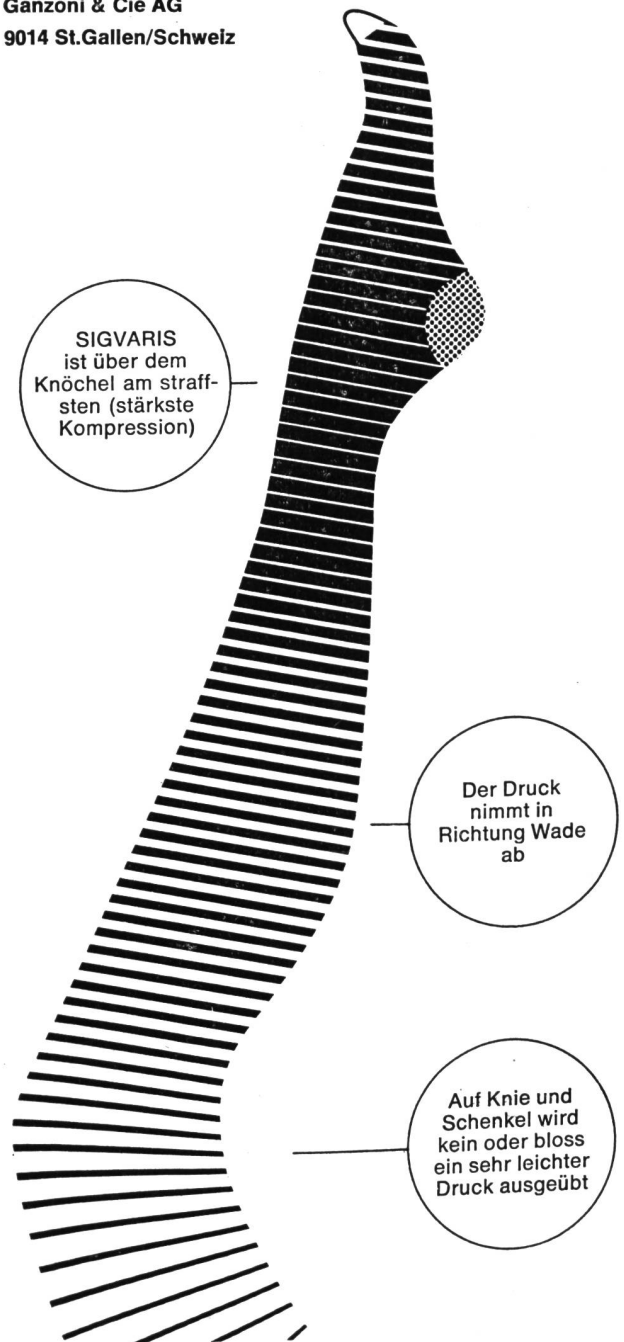 Ganzoni & Cie AG
9014 St.Gallen/Schweiz
SIGVARIS
ist über dem
Knöchel am straff-
sten (stärkste
Kompression)
Der Druck
nimmt in
Richtung Wade
ab
Auf Knie und
Schenkel wird
kein oder bloss
ein sehr leichter
Druck ausgeübt